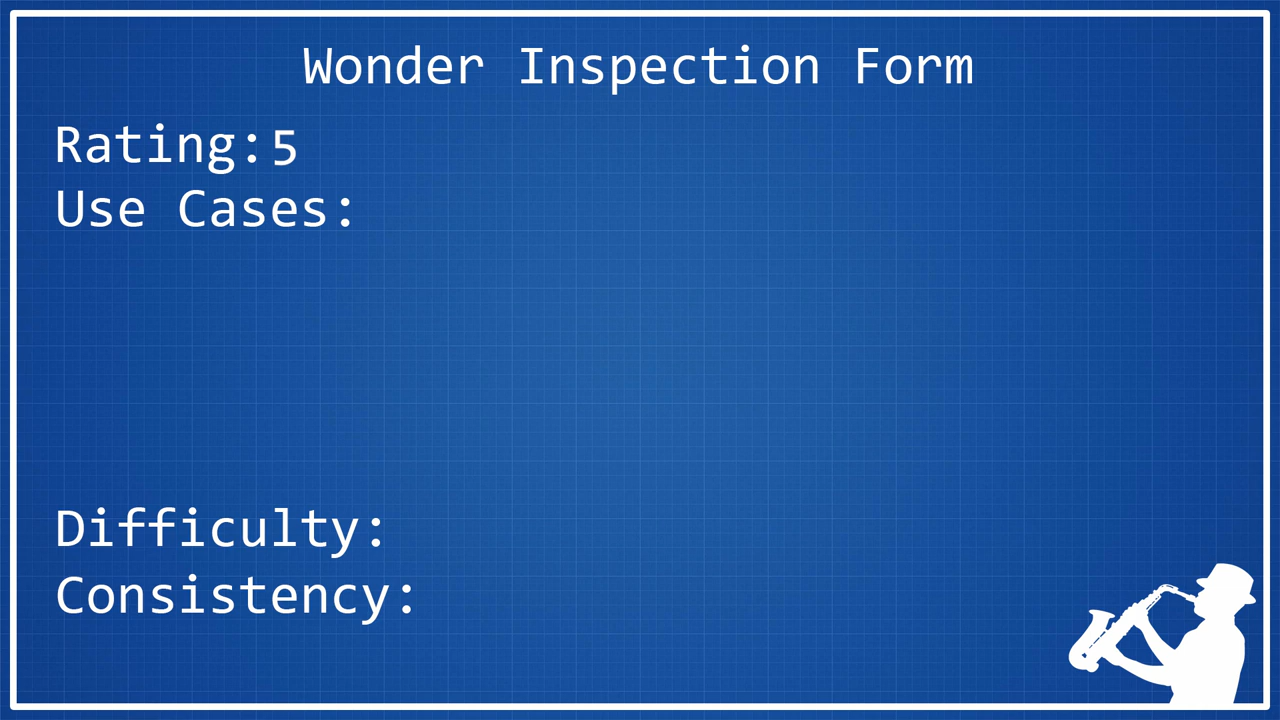 Wonder Inspection Form
Rating:5
Use Cases:
Difficulty:
Consistency: